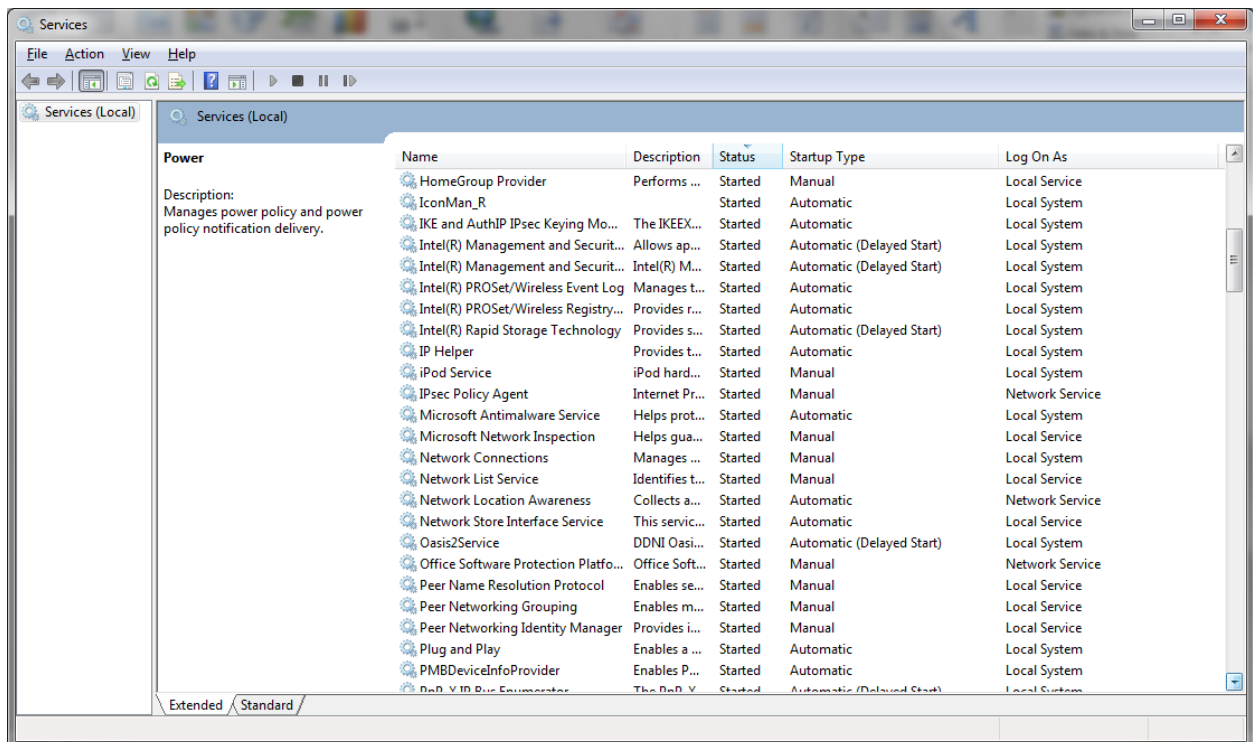 Services
File Action View Help
Services (Local)
Services (Local)
Power
Description:
Manages power policy and power
policy notification delivery.
Name Description Status Startup Type Log On As
HomeGroup Provider Performs ... Started Manual Local Service
IconMan_R Started Automatic Local System
IKE and AuthIP IPsec Keying Mo... The IKEEX... Started Automatic Local System
Intel(R) Management and Securit... Allows ap... Started Automatic (Delayed Start) Local System
Intel(R) Management and Securit... Intel(R) M... Started Automatic (Delayed Start) Local System
Intel(R) PROSet/Wireless Event Log Manages t... Started Automatic Local System
Intel(R) PROSet/Wireless Registry... Provides r... Started Automatic Local System
Intel(R) Rapid Storage Technology Provides s... Started Automatic (Delayed Start) Local System
IP Helper Provides t... Started Automatic Local System
iPod Service iPod hard... Started Manual Local System
IPsec Policy Agent Internet Pr... Started Manual Network Service
Microsoft Antimalware Service Helps prot... Started Automatic Local System
Microsoft Network Inspection Helps gua... Started Manual Local Service
Network Connections Manages ... Started Manual Local System
Network List Service Identifies t... Started Manual Local Service
Network Location Awareness Collects a... Started Automatic Network Service
Network Store Interface Service This servic... Started Automatic Local Service
Oasis2Service DDNI Oasi... Started Automatic (Delayed Start) Local System
Office Software Protection Platfo... Office Soft... Started Manual Network Service
Peer Name Resolution Protocol Enables se... Started Manual Local Service
Peer Networking Grouping Enables m... Started Manual Local Service
Peer Networking Identity Manager Provides i... Started Manual Local Service
Plug and Play Enables a ... Started Automatic Local System
PMBDeviceInfoProvider Enables P... Started Automatic Local System
PnP-X IP Bus Enumerator The PnP-X ... Started Automatic (Delayed Start) Local System
Extended Standard